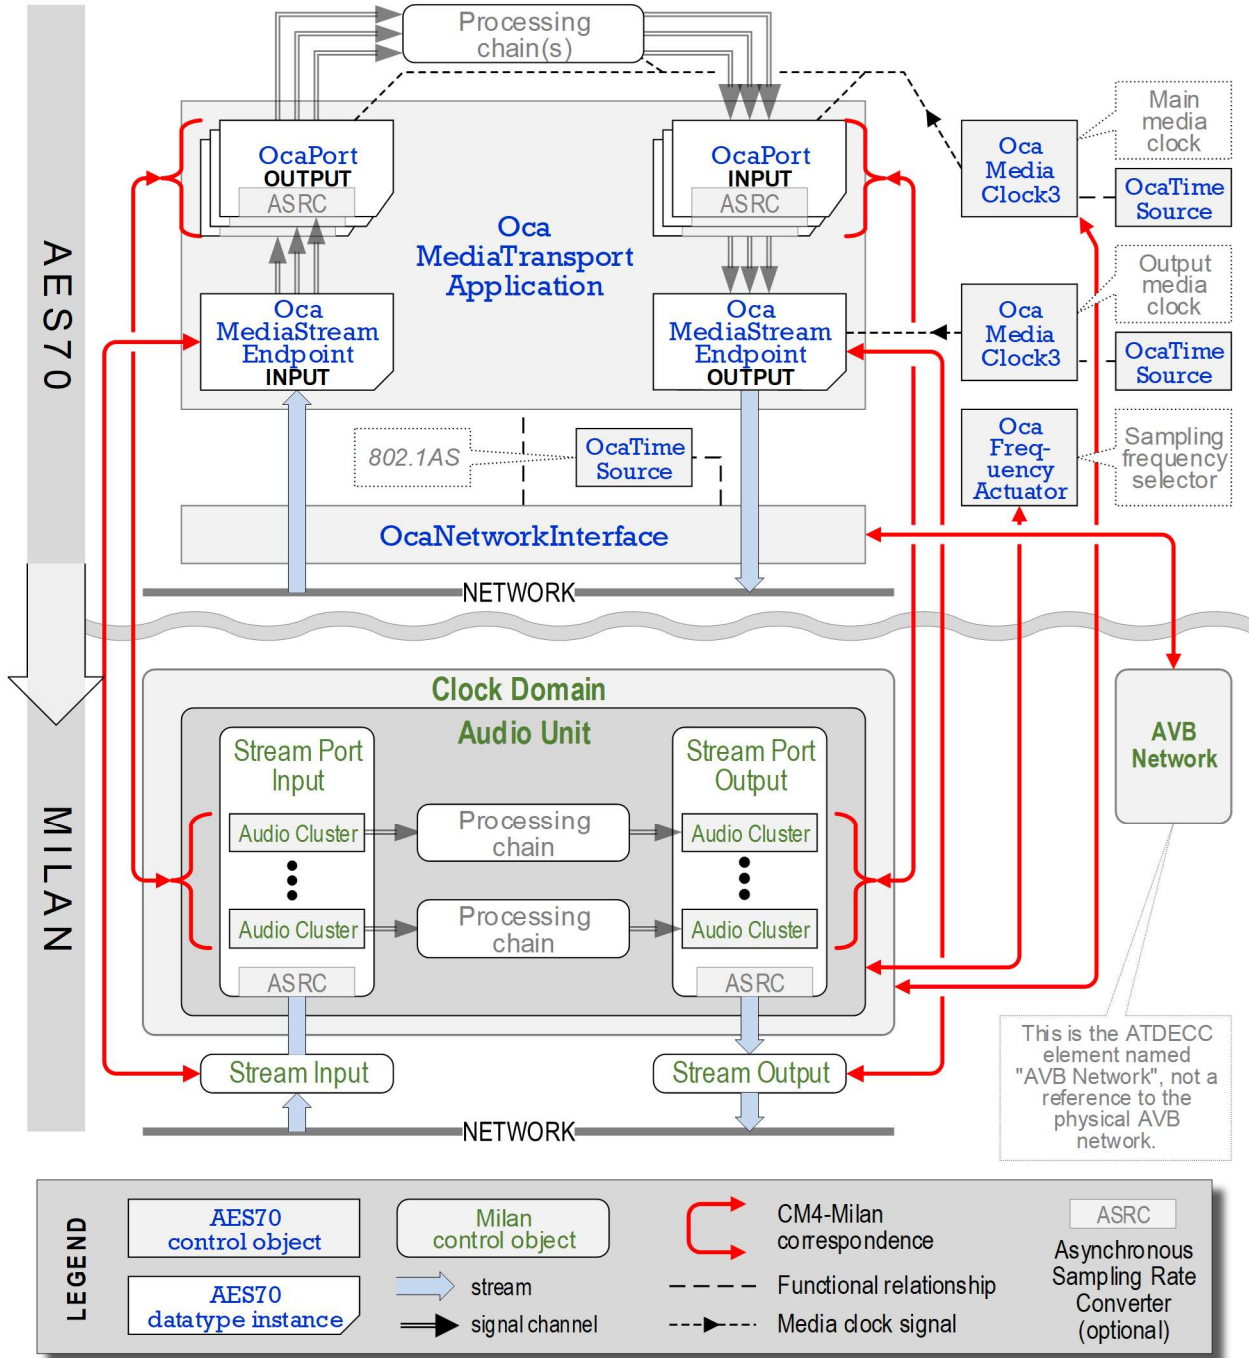 Processing
chain(s)
Main
media
clock
OcaPort
OUTPUT
ASRC
OcaPort
INPUT
ASRC
Oca
Media
Clock3
OcaTime
Source
Oca
MediaTransport
Application
AES70
Output
media
clock
Oca
MediaStream
Endpoint
INPUT
Oca
MediaStream
Endpoint
OUTPUT
Oca
Media
Clock3
OcaTime
Source
802.1AS
OcaTime
Source
Oca
Freq-
uency
Actuator
Sampling
frequency
selector
OcaNetworkInterface
NETWORK
MILAN
Clock Domain
Audio Unit
Stream Port
Input
Stream Port
Output
AVB
Network
Audio Cluster
Processing
chain
Audio Cluster
Audio Cluster
Processing
chain
Audio Cluster
ASRC
ASRC
Stream Input
Stream Output
This is the ATDECC
element named
"AVB Network", not a
reference to the
physical AVB
network.
NETWORK
LEGEND
AES70
control object
Milan
control object
CM4-Milan
correspondence
ASRC
Asynchronous
Sampling Rate
Converter
(optional)
AES70
datatype instance
stream
signal channel
Functional relationship
Media clock signal